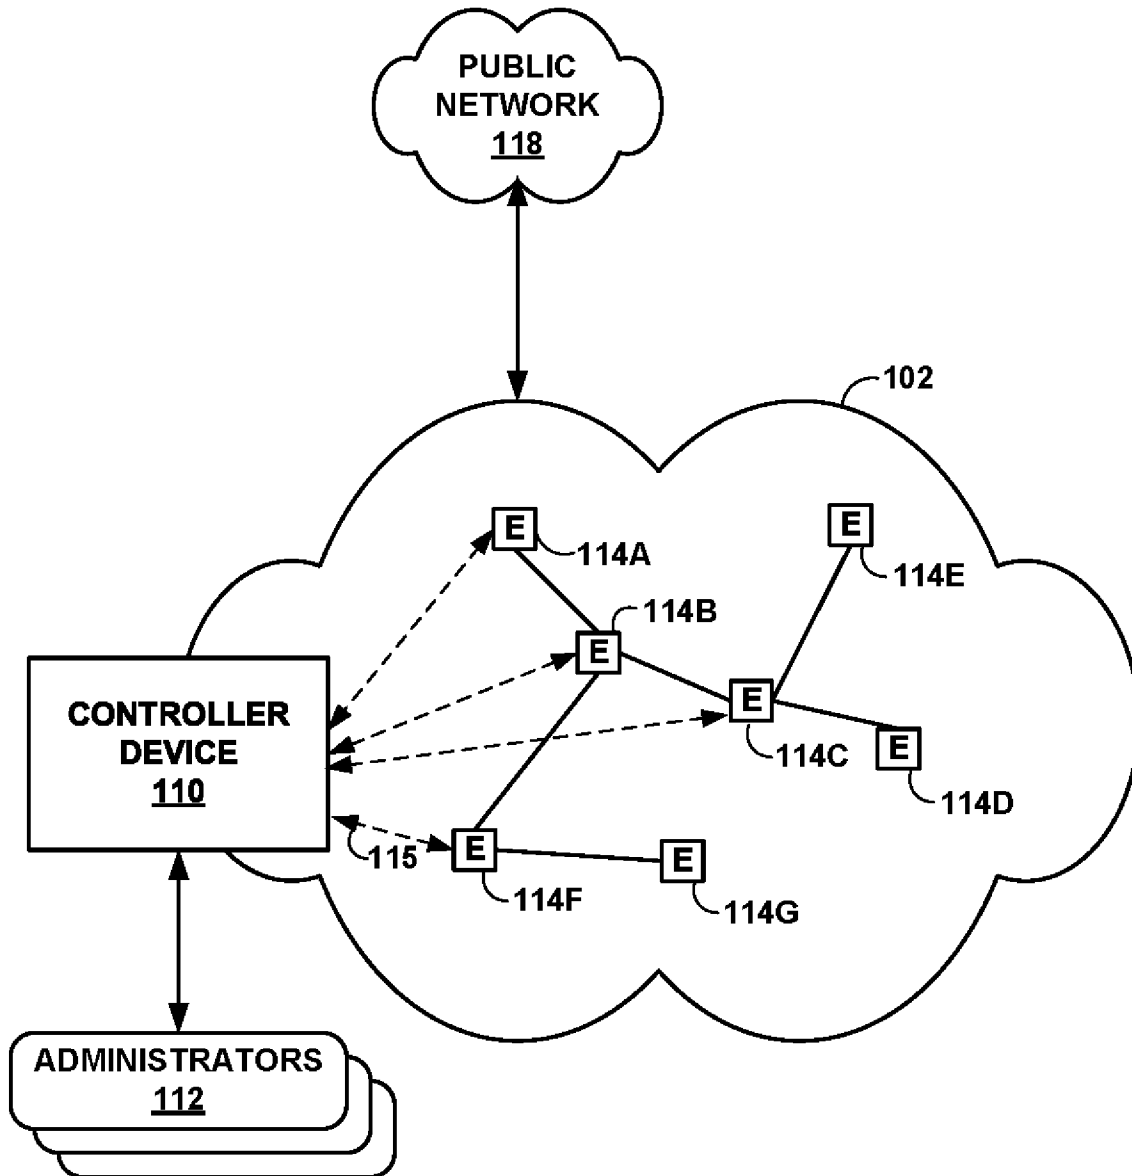 PUBLIC
NETWORK
118
102
E
114A
E
114E
114B
E
E
114C
E
114D
CONTROLLER
DEVICE
110
115
E
114F
E
114G
ADMINISTRATORS
112